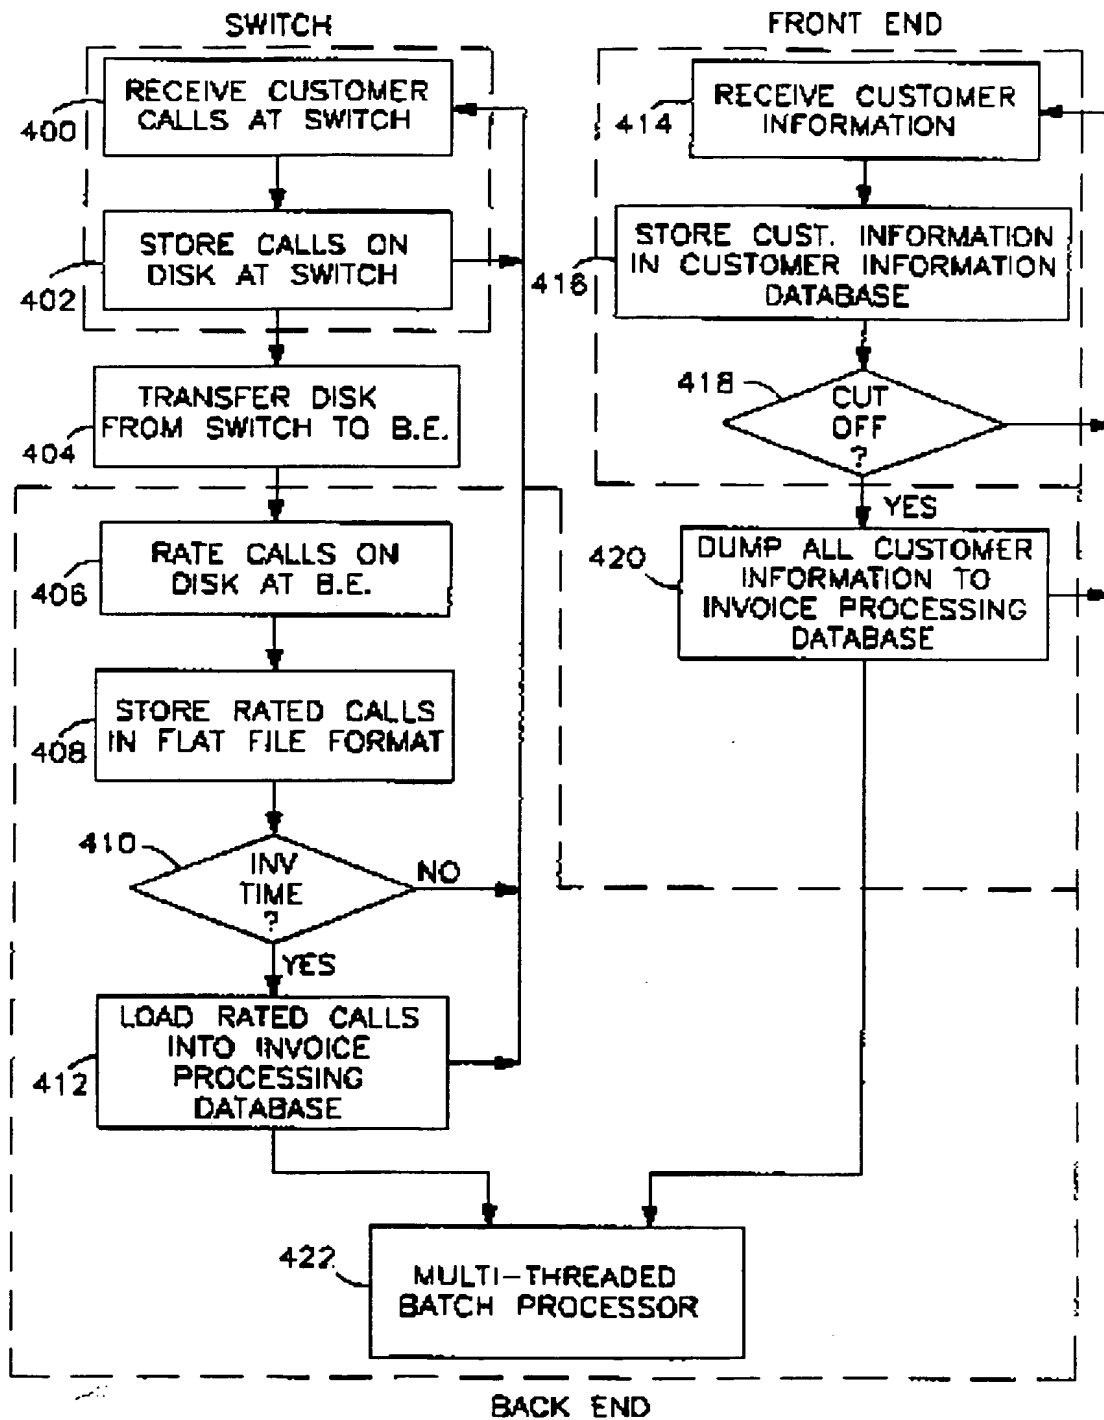 SWITCH
RECEIVE CUSTOMER
CALLS AT SWITCH
400
STORE CALLS ON
DISK AT SWITCH
402
TRANSFER DISK
FROM SWITCH TO B.E.
404
RATE CALLS ON
DISK AT B.E.
406
STORE RATED CALLS
IN FLAT FILE FORMAT
408
410
INV
TIME
?
NO
YES
LOAD RATED CALLS
INTO INVOICE
PROCESSING
DATABASE
412
FRONT END
RECEIVE CUSTOMER
INFORMATION
414
STORE CUST. INFORMATION
IN CUSTOMER INFORMATION
DATABASE
416
418
CUT
OFF
?
YES
DUMP ALL CUSTOMER
INFORMATION TO
INVOICE PROCESSING
DATABASE
420
422
MULTI-THREADED
BATCH PROCESSOR
BACK END